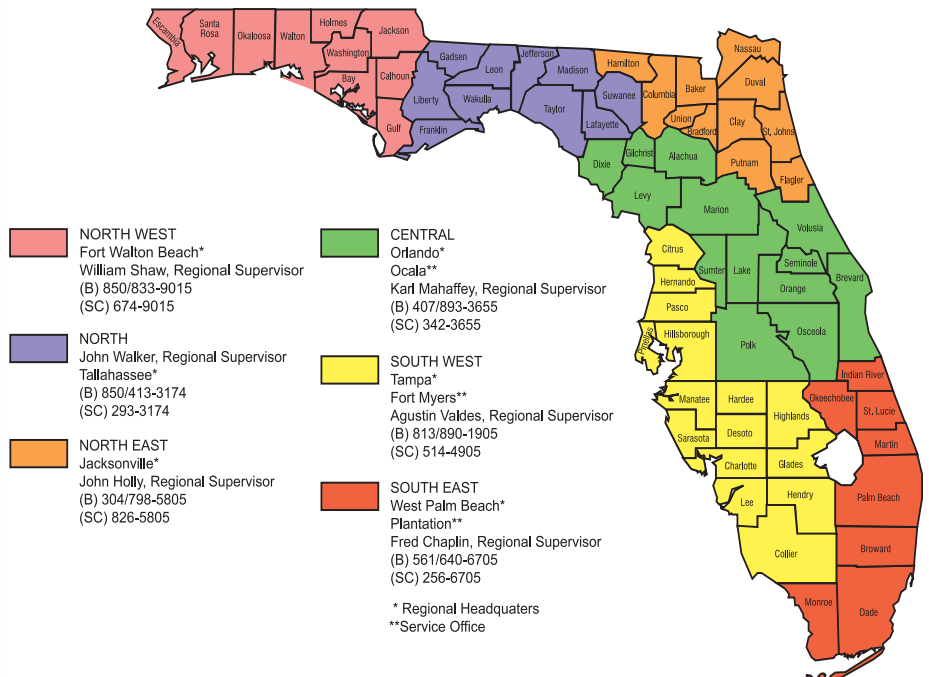 Escambia
Santa
Rosa
Okaloosa
Walton
Holmes
Washington
Jackson
Bay
Calhoun
Gulf
Gadsen
Liberty
Franklin
Leon
Wakulla
Jefferson
Madison
Taylor
Hamilton
Suwanee
Lafayette
Columbia
Baker
Union
Bradford
Nassau
Duval
Clay
St. Johns
Putnam
Flagler
Dixie
Gilchrist
Alachua
Levy
Marion
Volusia
Citrus
Sumter
Lake
Seminole
Orange
Brevard
Hernando
Pasco
Pinellas
Hillsborough
Polk
Osceola
Indian River
Manatee
Hardee
Highlands
Okeechobee
St. Lucie
Sarasota
Desoto
Martin
Charlotte
Glades
Lee
Hendry
Palm Beach
Collier
Broward
Monroe
Dade
NORTH WEST
Fort Walton Beach*
William Shaw, Regional Supervisor
(B) 850/833-9015
(SC) 674-9015
NORTH
John Walker, Regional Supervisor
Tallahassee*
(B) 850/413-3174
(SC) 293-3174
NORTH EAST
Jacksonville*
John Holly, Regional Supervisor
(B) 304/798-5805
(SC) 826-5805
CENTRAL
Orlando*
Ocala**
Karl Mahaffey, Regional Supervisor
(B) 407/893-3655
(SC) 342-3655
SOUTH WEST
Tampa*
Fort Myers**
Agustin Valdes, Regional Supervisor
(B) 813/890-1905
(SC) 514-4905
SOUTH EAST
West Palm Beach*
Plantation**
Fred Chaplin, Regional Supervisor
(B) 561/640-6705
(SC) 256-6705
* Regional Headquaters
**Service Office